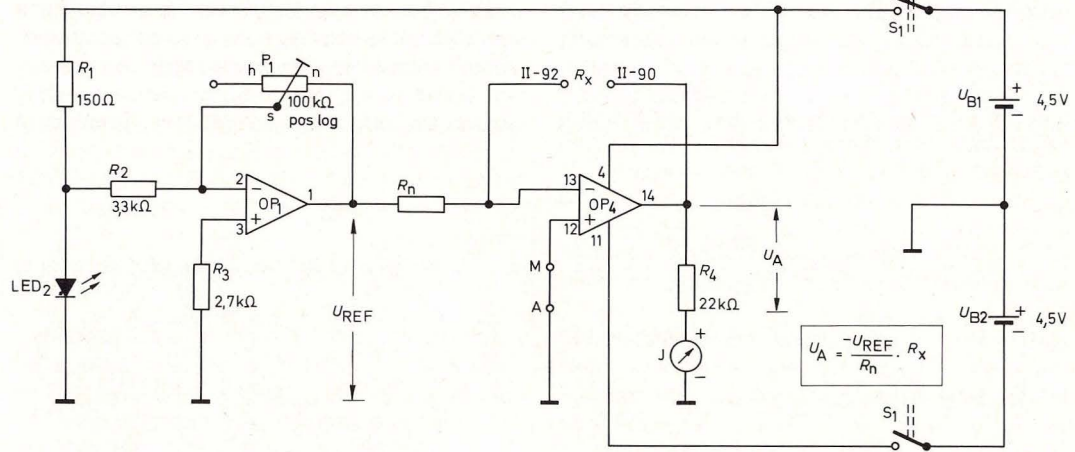 S1
R1
150Ω
h
P1
n
s
100kΩ
pos log
II-92
Rx
II-90
UB1
+
4,5V
−
R2
33kΩ
2
−
OP1
1
3
+
Rn
13
−
4
OP4
14
12
+
11
LED2
R3
2,7kΩ
UREF
M
A
R4
22kΩ
UA
J
+
−
UB2
+
4,5V
−
UA = −UREF / Rn · Rx
S1